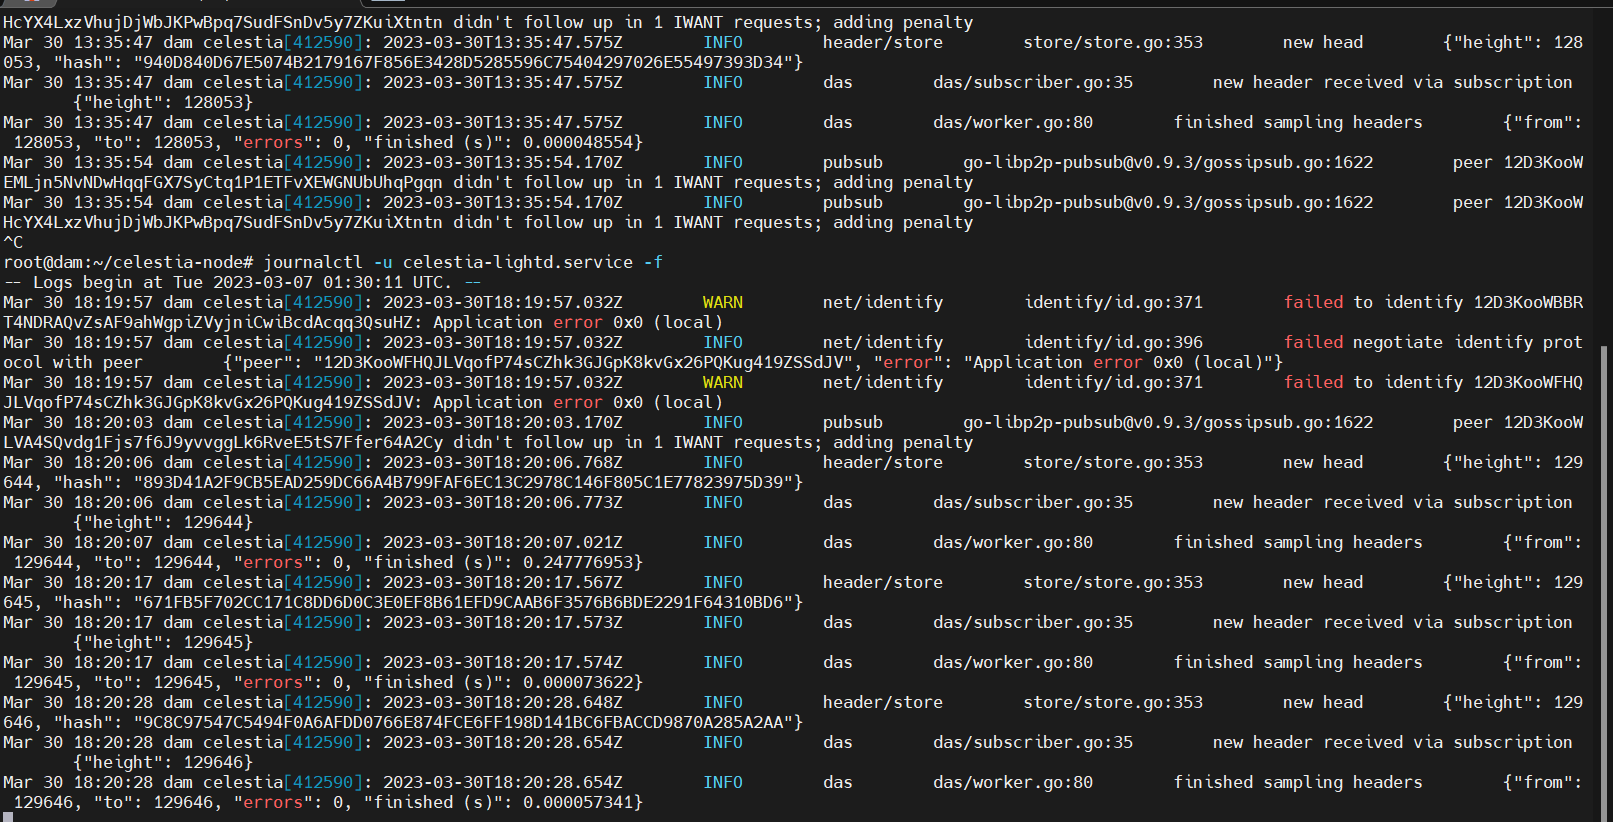 HcYX4LxzVhujDjWbJKPwBpq7SudFSnDv5y7ZKuiXtntn didn't follow up in 1 IWANT requests; adding penalty
Mar 30 13:35:47 dam celestia[412590]: 2023-03-30T13:35:47.575Z        INFO        header/store        store/store.go:353        new head        {"height": 128
053, "hash": "940D840D67E5074B2179167F856E3428D5285596C75404297026E55497393D34"}
Mar 30 13:35:47 dam celestia[412590]: 2023-03-30T13:35:47.575Z        INFO        das        das/subscriber.go:35        new header received via subscription
       {"height": 128053}
Mar 30 13:35:47 dam celestia[412590]: 2023-03-30T13:35:47.575Z        INFO        das        das/worker.go:80        finished sampling headers        {"from":
 128053, "to": 128053, "errors": 0, "finished (s)": 0.000048554}
Mar 30 13:35:54 dam celestia[412590]: 2023-03-30T13:35:54.170Z        INFO        pubsub        go-libp2p-pubsub@v0.9.3/gossipsub.go:1622        peer 12D3KooW
EMLjn5NvNDwHqqFGX7SyCtq1P1ETFvXEWGNUbUhqPgqn didn't follow up in 1 IWANT requests; adding penalty
Mar 30 13:35:54 dam celestia[412590]: 2023-03-30T13:35:54.170Z        INFO        pubsub        go-libp2p-pubsub@v0.9.3/gossipsub.go:1622        peer 12D3KooW
HcYX4LxzVhujDjWbJKPwBpq7SudFSnDv5y7ZKuiXtntn didn't follow up in 1 IWANT requests; adding penalty
^C
root@dam:~/celestia-node# journalctl -u celestia-lightd.service -f
-- Logs begin at Tue 2023-03-07 01:30:11 UTC. --
Mar 30 18:19:57 dam celestia[412590]: 2023-03-30T18:19:57.032Z        WARN        net/identify        identify/id.go:371        failed to identify 12D3KooWBBR
T4NDRAQvZsAF9ahWgpiZVyjniCwiBcdAcqq3QsuHZ: Application error 0x0 (local)
Mar 30 18:19:57 dam celestia[412590]: 2023-03-30T18:19:57.032Z        INFO        net/identify        identify/id.go:396        failed negotiate identify prot
ocol with peer        {"peer": "12D3KooWFHQJLVqofP74sCZhk3GJGpK8kvGx26PQKug419ZSSdJV", "error": "Application error 0x0 (local)"}
Mar 30 18:19:57 dam celestia[412590]: 2023-03-30T18:19:57.032Z        WARN        net/identify        identify/id.go:371        failed to identify 12D3KooWFHQ
JLVqofP74sCZhk3GJGpK8kvGx26PQKug419ZSSdJV: Application error 0x0 (local)
Mar 30 18:20:03 dam celestia[412590]: 2023-03-30T18:20:03.170Z        INFO        pubsub        go-libp2p-pubsub@v0.9.3/gossipsub.go:1622        peer 12D3KooW
LVA4SQvdg1Fjs7f6J9yvvggLk6RveE5tS7Ffer64A2Cy didn't follow up in 1 IWANT requests; adding penalty
Mar 30 18:20:06 dam celestia[412590]: 2023-03-30T18:20:06.768Z        INFO        header/store        store/store.go:353        new head        {"height": 129
644, "hash": "893D41A2F9CB5EAD259DC66A4B799FAF6EC13C2978C146F805C1E77823975D39"}
Mar 30 18:20:06 dam celestia[412590]: 2023-03-30T18:20:06.773Z        INFO        das        das/subscriber.go:35        new header received via subscription
       {"height": 129644}
Mar 30 18:20:07 dam celestia[412590]: 2023-03-30T18:20:07.021Z        INFO        das        das/worker.go:80        finished sampling headers        {"from":
 129644, "to": 129644, "errors": 0, "finished (s)": 0.247776953}
Mar 30 18:20:17 dam celestia[412590]: 2023-03-30T18:20:17.567Z        INFO        header/store        store/store.go:353        new head        {"height": 129
645, "hash": "671FB5F702CC171C8DD6D0C3E0EF8B61EFD9CAAB6F3576B6BDE2291F64310BD6"}
Mar 30 18:20:17 dam celestia[412590]: 2023-03-30T18:20:17.573Z        INFO        das        das/subscriber.go:35        new header received via subscription
       {"height": 129645}
Mar 30 18:20:17 dam celestia[412590]: 2023-03-30T18:20:17.574Z        INFO        das        das/worker.go:80        finished sampling headers        {"from":
 129645, "to": 129645, "errors": 0, "finished (s)": 0.000073622}
Mar 30 18:20:28 dam celestia[412590]: 2023-03-30T18:20:28.648Z        INFO        header/store        store/store.go:353        new head        {"height": 129
646, "hash": "9C8C97547C5494F0A6AFDD0766E874FCE6FF198D141BC6FBACCD9870A285A2AA"}
Mar 30 18:20:28 dam celestia[412590]: 2023-03-30T18:20:28.654Z        INFO        das        das/subscriber.go:35        new header received via subscription
       {"height": 129646}
Mar 30 18:20:28 dam celestia[412590]: 2023-03-30T18:20:28.654Z        INFO        das        das/worker.go:80        finished sampling headers        {"from":
 129646, "to": 129646, "errors": 0, "finished (s)": 0.000057341}